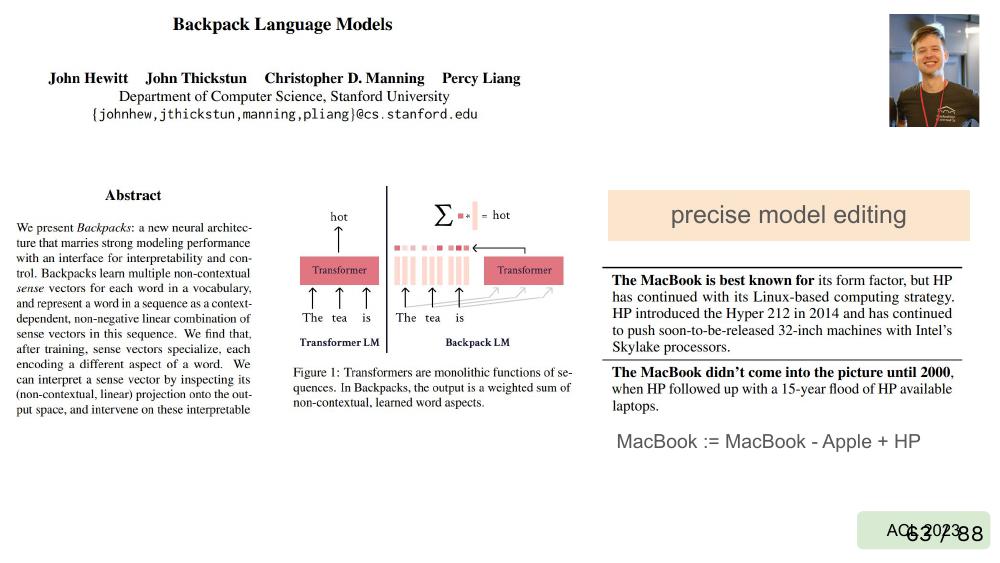 Backpack Language Models
John Hewitt John Thickstun Christopher D. Manning Percy Liang
Department of Computer Science, Stanford University
{johnhew,jthickstun,manning,pliang}@cs.stanford.edu
Abstract
We present Backpacks: a new neural architec-
ture that marries strong modeling performance
with an interface for interpretability and con-
trol. Backpacks learn multiple non-contextual
sense vectors for each word in a vocabulary,
and represent a word in a sequence as a context-
dependent, non-negative linear combination of
sense vectors in this sequence. We find that,
after training, sense vectors specialize, each
encoding a different aspect of a word. We
can interpret a sense vector by inspecting its
(non-contextual, linear) projection onto the out-
put space, and intervene on these interpretable
hot
Transformer
The tea is
Transformer LM
∑ * = hot
Transformer
The tea is
Backpack LM
Figure 1: Transformers are monolithic functions of se-
quences. In Backpacks, the output is a weighted sum of
non-contextual, learned word aspects.
precise model editing
The MacBook is best known for its form factor, but HP
has continued with its Linux-based computing strategy.
HP introduced the Hyper 212 in 2014 and has continued
to push soon-to-be-released 32-inch machines with Intel's
Skylake processors.
The MacBook didn't come into the picture until 2000,
when HP followed up with a 15-year flood of HP available
laptops.
MacBook := MacBook - Apple + HP
ACL 2023
63 / 88